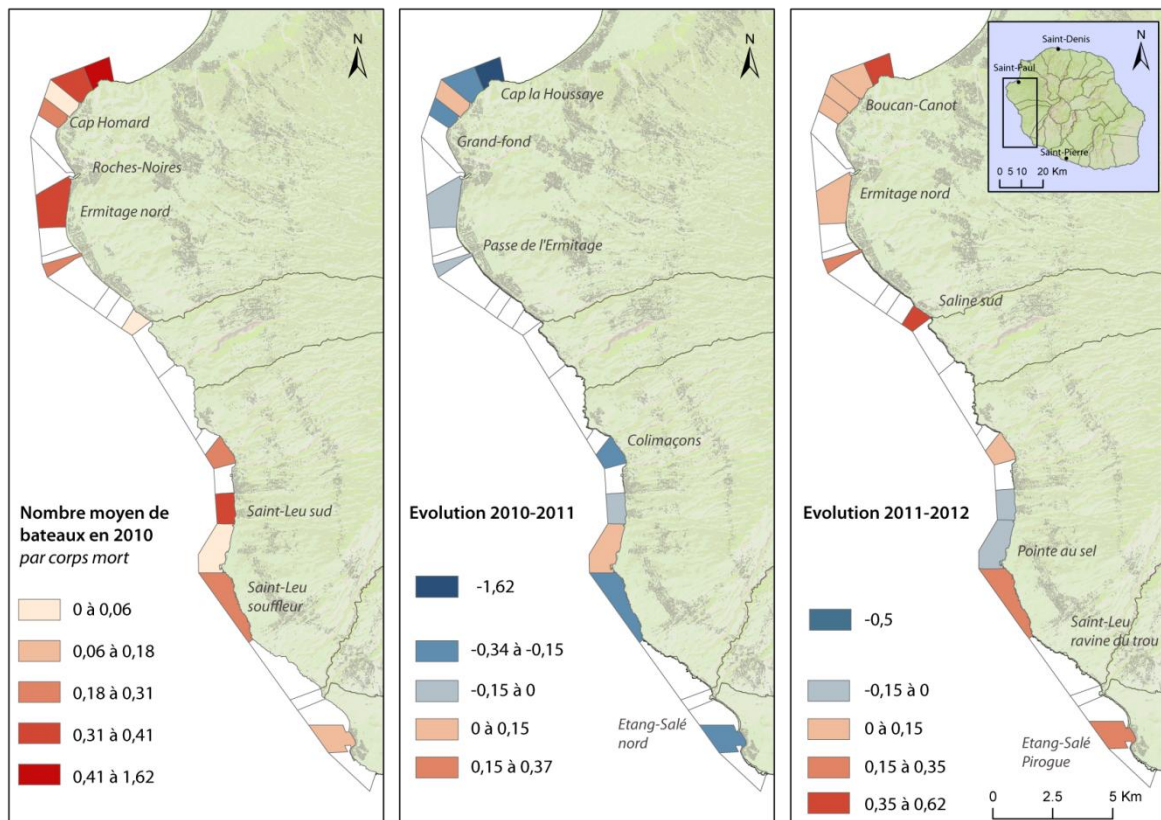 N
Cap Homard
Roches-Noires
Ermitage nord
Saint-Leu sud
Saint-Leu
souffleur
Nombre moyen de
bateaux en 2010
par corps mort
0 à 0,06
0,06 à 0,18
0,18 à 0,31
0,31 à 0,41
0,41 à 1,62
N
Cap la Houssaye
Grand-fond
Passe de l'Ermitage
Colimaçons
Etang-Salé
nord
Evolution 2010-2011
-1,62
-0,34 à -0,15
-0,15 à 0
0 à 0,15
0,15 à 0,37
Saint-Denis
N
Saint-Paul
Saint-Pierre
0 5 10 20 Km
Boucan-Canot
Ermitage nord
Saline sud
Pointe au sel
Saint-Leu
ravine du trou
Etang-Salé
Pirogue
Evolution 2011-2012
-0,5
-0,15 à 0
0 à 0,15
0,15 à 0,35
0,35 à 0,62
0 2.5 5 Km